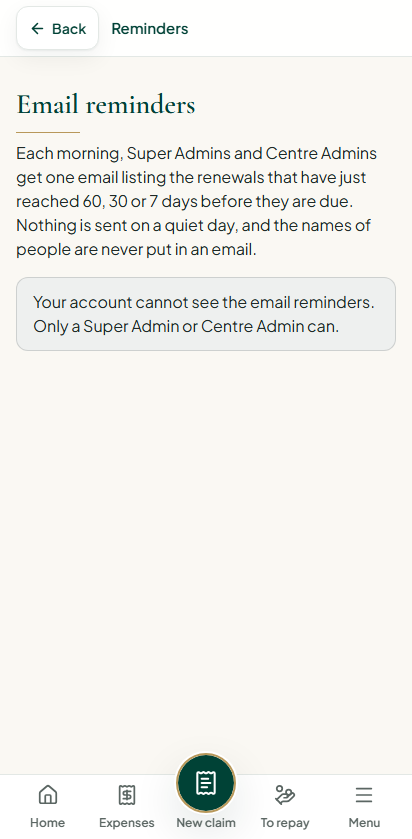 Back
Reminders
Email reminders
Each morning, Super Admins and Centre Admins
get one email listing the renewals that have just
reached 60, 30 or 7 days before they are due.
Nothing is sent on a quiet day, and the names of
people are never put in an email.
Your account cannot see the email reminders.
Only a Super Admin or Centre Admin can.
Home
Expenses
New claim
To repay
Menu